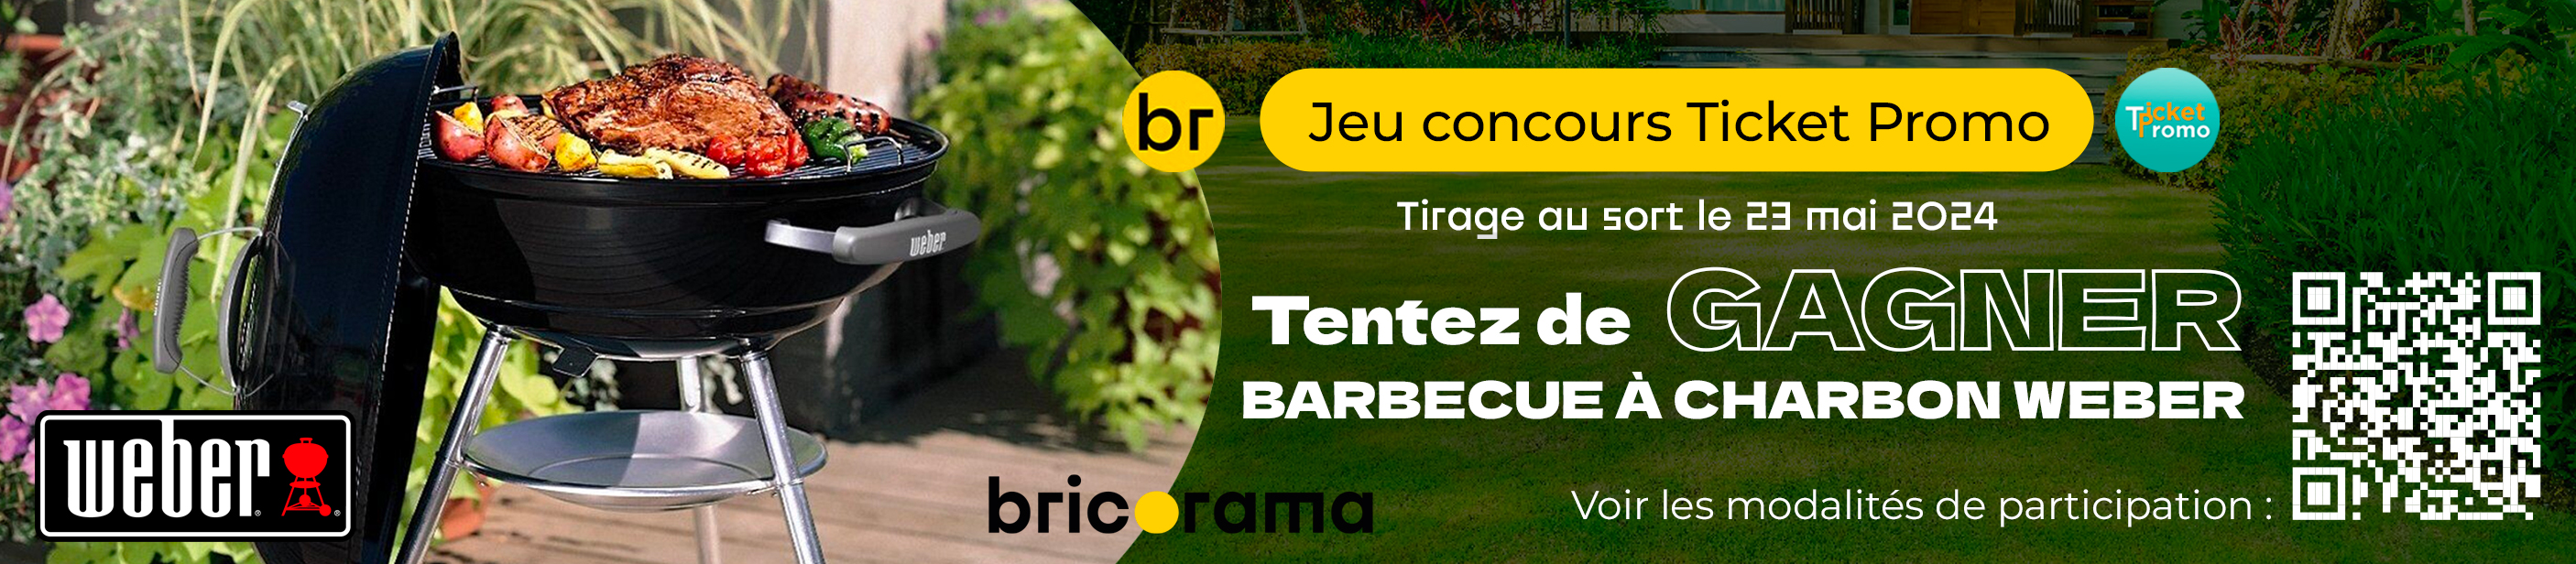 br
Jeu concours Ticket Promo
Ticket
Promo
Tirage au sort le 23 mai 2024
Tentez de GAGNER
BARBECUE À CHARBON WEBER
Voir les modalités de participation :
weber
weber
bricorama